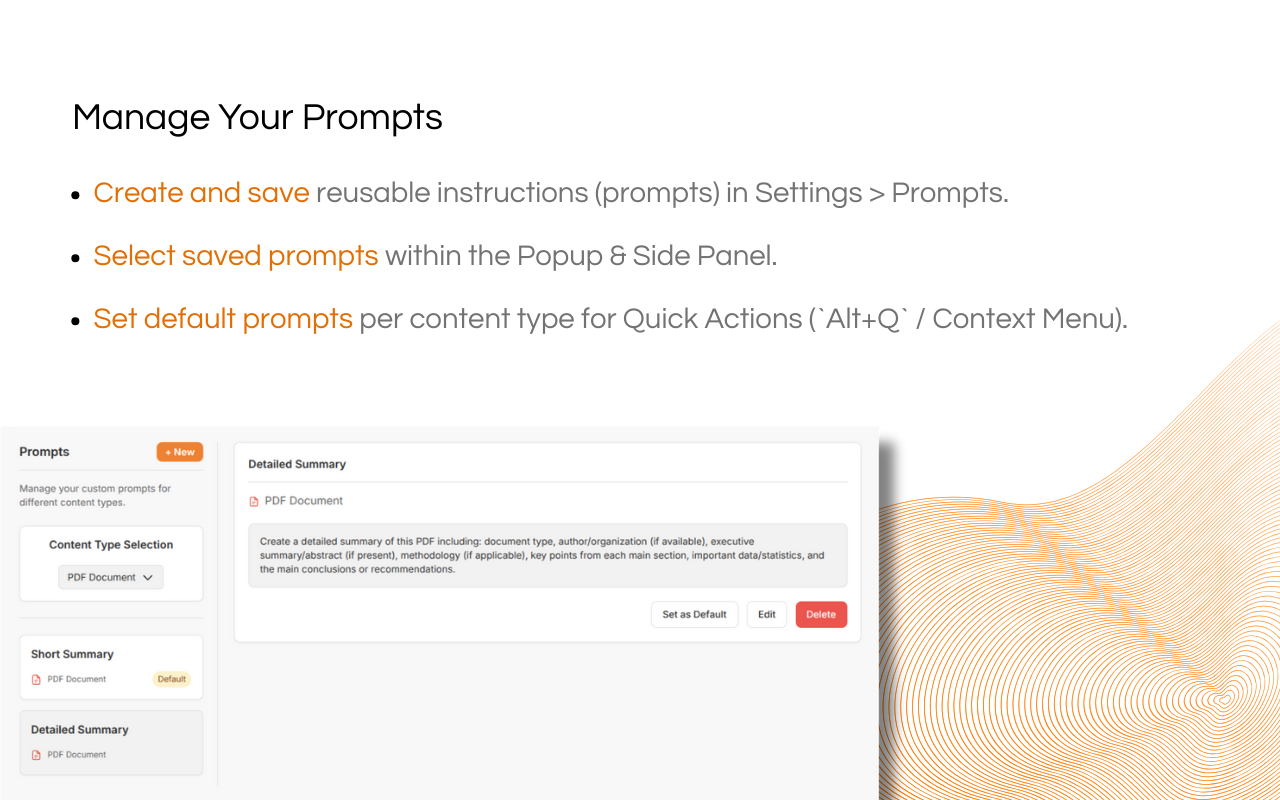 Manage Your Prompts
• Create and save reusable instructions (prompts) in Settings > Prompts.
• Select saved prompts within the Popup & Side Panel.
• Set default prompts per content type for Quick Actions (`Alt+Q` / Context Menu).
Prompts
+ New
Manage your custom prompts for
different content types.
Content Type Selection
PDF Document
Short Summary
PDF Document
Default
Detailed Summary
PDF Document
Detailed Summary
PDF Document
Create a detailed summary of this PDF including: document type, author/organization (if available), executive
summary/abstract (if present), methodology (if applicable), key points from each main section, important data/statistics, and
the main conclusions or recommendations.
Set as Default
Edit
Delete